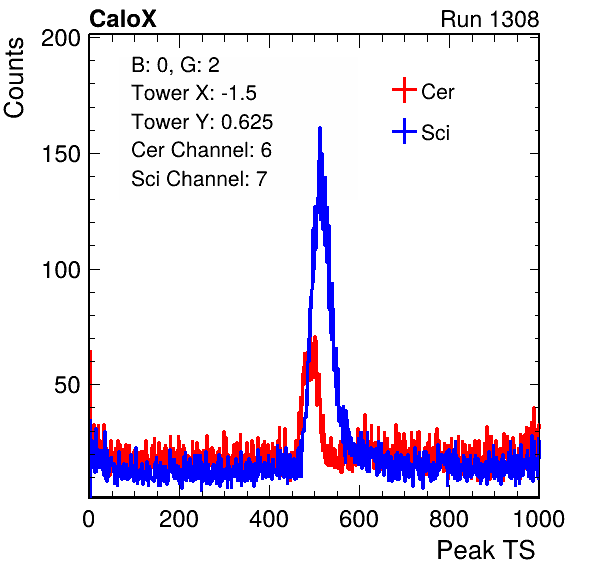 CaloX Run 1308
Counts
200
150
100
50
B: 0, G: 2
Tower X: -1.5
Tower Y: 0.625
Cer Channel: 6
Sci Channel: 7
Cer
Sci
0 200 400 600 800 1000
Peak TS